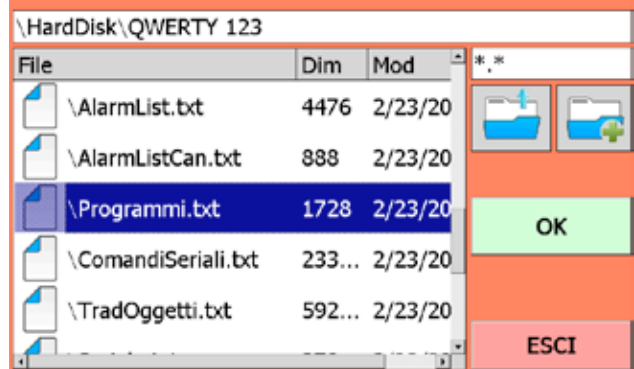 \HardDisk\QWERTY 123
File Dim Mod *.*
\AlarmList.txt 4476 2/23/20
\AlarmListCan.txt 888 2/23/20
\Programmi.txt 1728 2/23/20
OK
\ComandiSeriali.txt 233... 2/23/20
\TradOggetti.txt 592... 2/23/20
ESCI